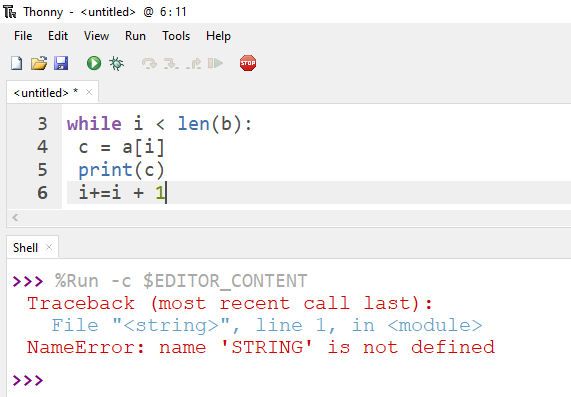 Thonny - <untitled> @ 6:11
File Edit View Run Tools Help
STOP
<untitled> * ×
3 while i < len(b):
4 c = a[i]
5 print(c)
6 i+=i + 1
<
Shell ×
>>> %Run -c $EDITOR_CONTENT
Traceback (most recent call last):
File "<string>", line 1, in <module>
NameError: name 'STRING' is not defined
>>>